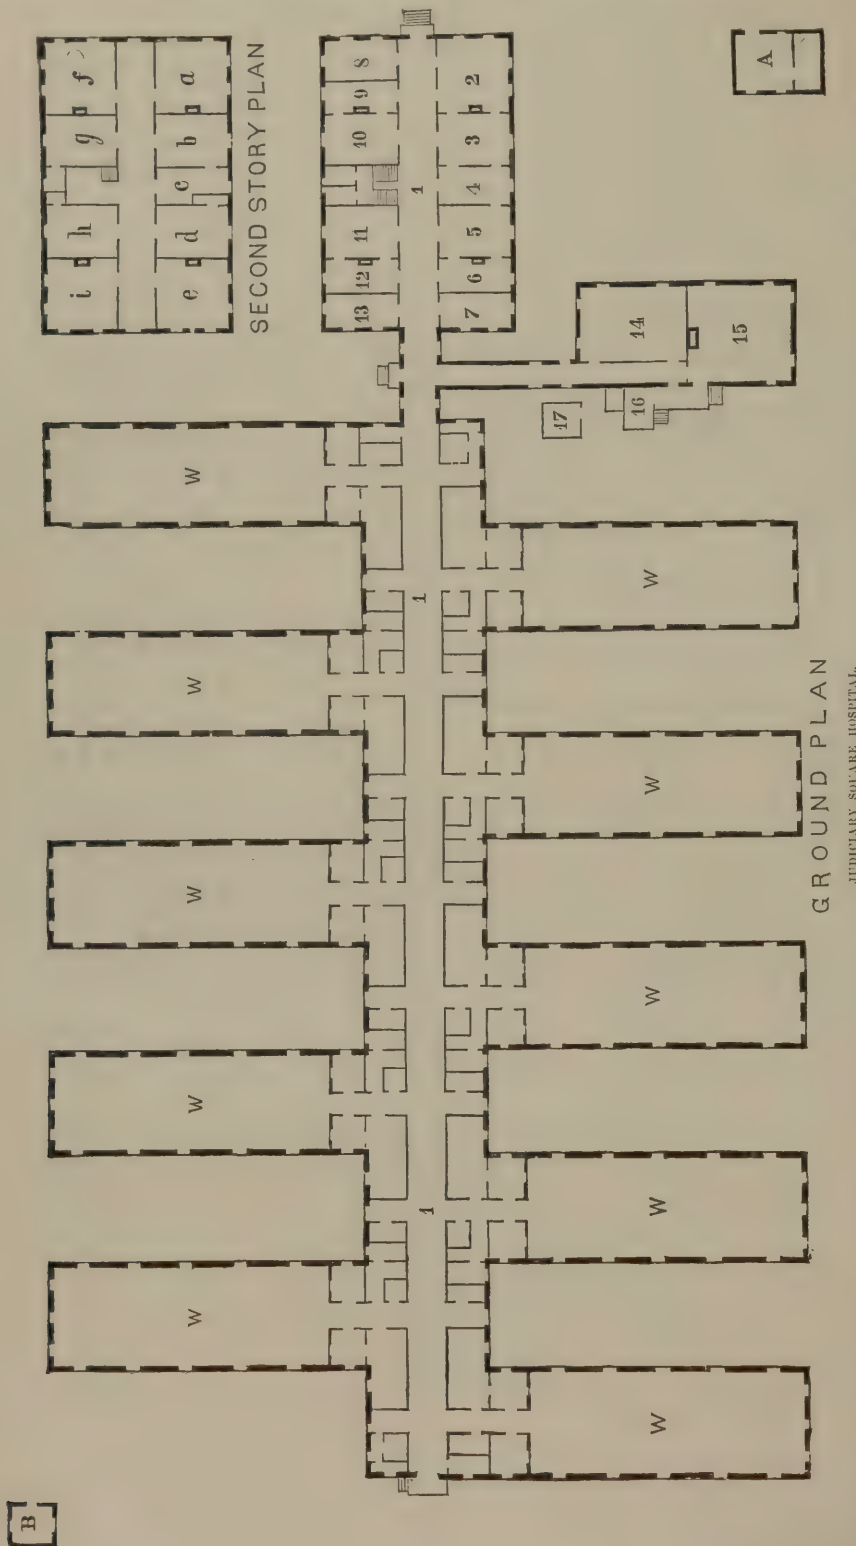 f
a
g
b
c
h
d
i
e
SECOND STORY PLAN
8
2
9
10
3
1
4
11
5
12
6
13
7
A
14
15
16
17
W
W
1
W
W
W
W
W
W
1
W
W
B
GROUND PLAN
JUDICIARY SQUARE HOSPITAL.